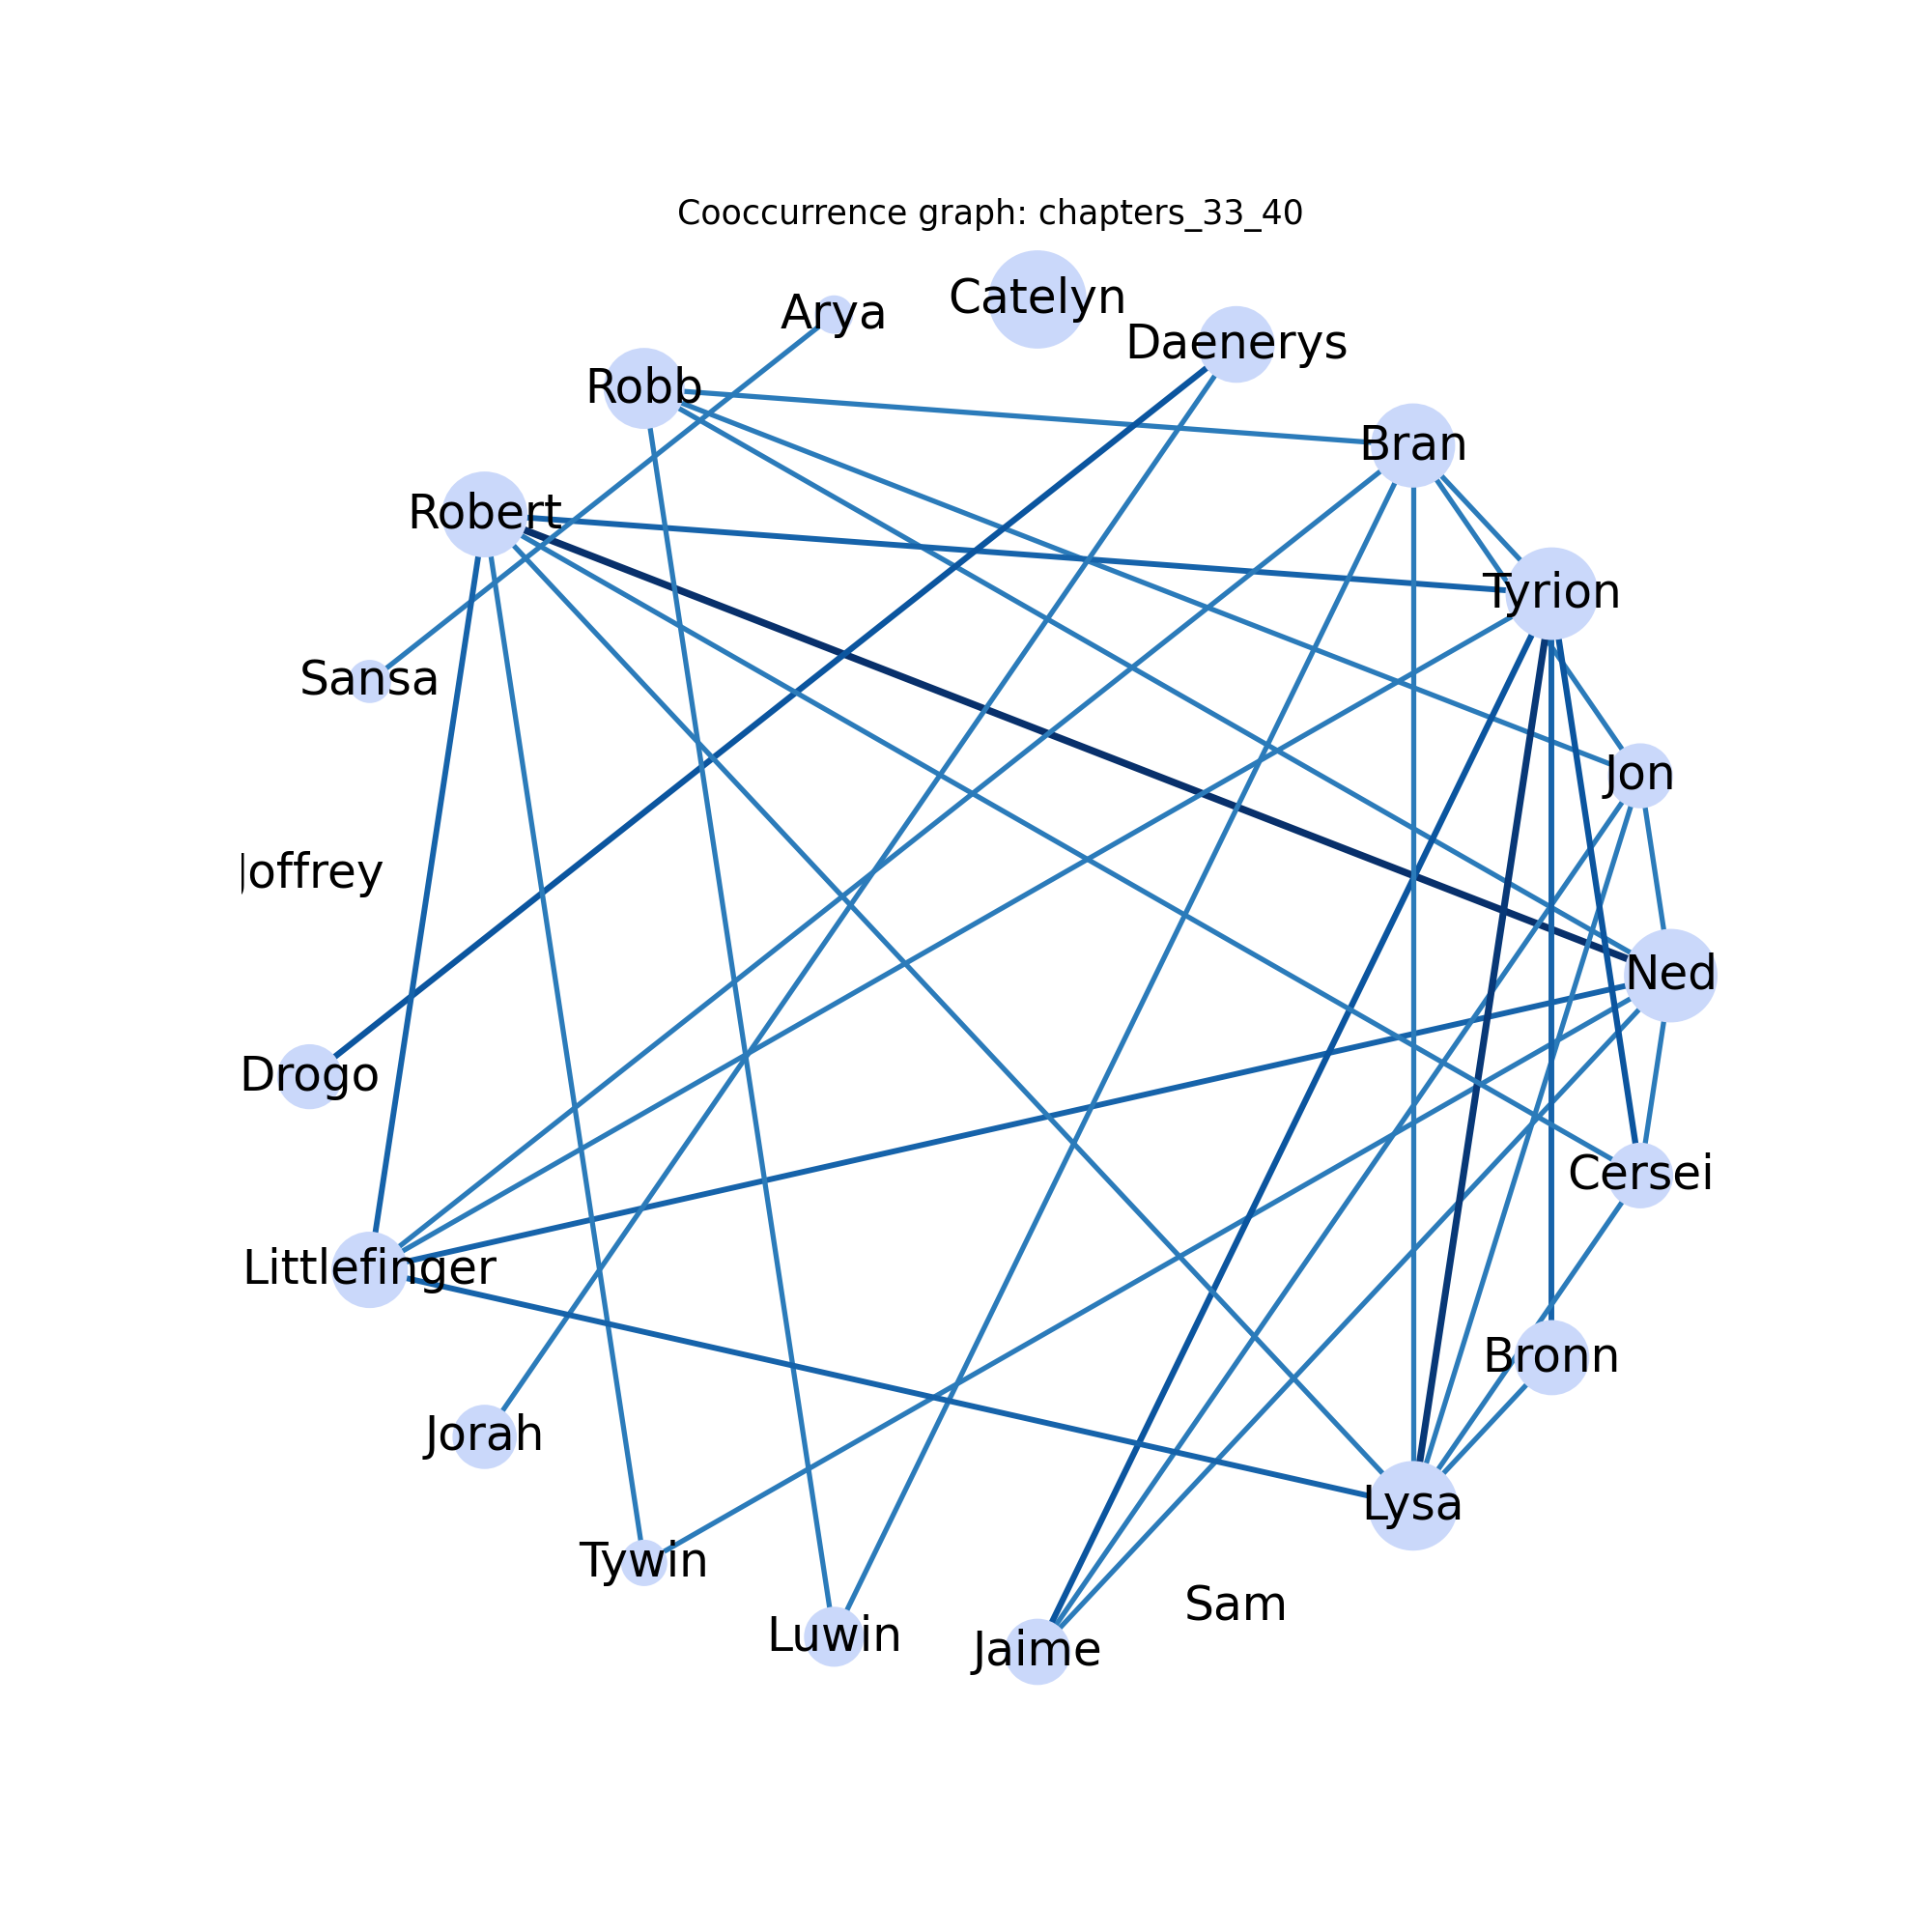 Cooccurrence graph: chapters_33_40
Catelyn
Arya
Daenerys
Robb
Bran
Robert
Tyrion
Sansa
Jon
Joffrey
Ned
Drogo
Cersei
Littlefinger
Bronn
Jorah
Lysa
Tywin
Sam
Luwin
Jaime